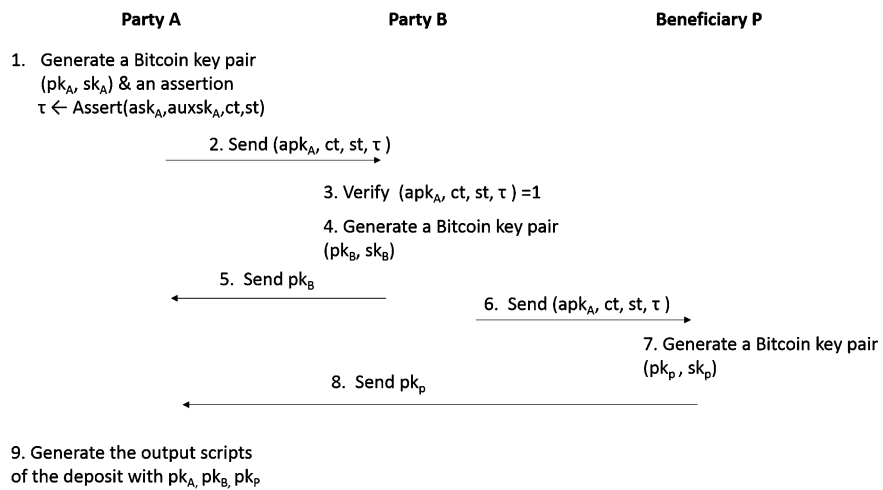 Party A Party B Beneficiary P
1. Generate a Bitcoin key pair
(pkA, skA) & an assertion
τ ← Assert(askA,auxskA,ct,st)
2. Send (apkA, ct, st, τ )
3. Verify (apkA, ct, st, τ ) =1
4. Generate a Bitcoin key pair
(pkB, skB)
5. Send pkB
6. Send (apkA, ct, st, τ )
7. Generate a Bitcoin key pair
(pkp , skp)
8. Send pkp
9. Generate the output scripts
of the deposit with pkA, pkB, pkP